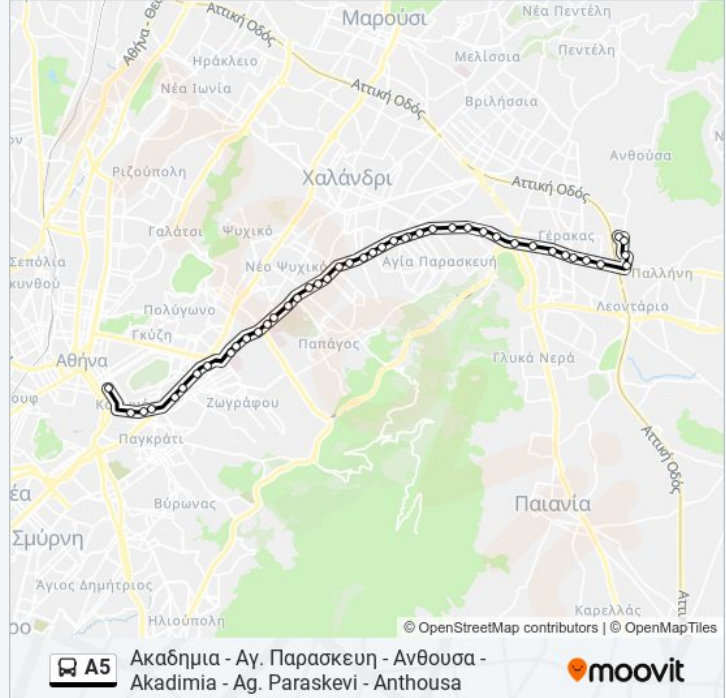 Μαρούσι
Νέα Πεντέλη
Αττική Οδός
Πεντέλη
Μελίσσια
Ηράκλειο
Νέα Ιωνία
Αττική Οδός
Βριλήσσια
Ανθούσα
Ριζούπολη
Χαλάνδρι
Αττική Οδός
Γαλάτσι
Ψυχικό
Γέρακας
Σεπόλια
Νέο Ψυχικό
Αγία Παρασκευή
Παλλήνη
Πολύγωνο
Λεοντάριο
Γκύζη
Παπάγος
Αθήνα
Γλυκά Νερά
Ζωγράφου
Παγκράτι
Αττική Οδός
Βύρωνας
Παιανία
Σμύρνη
Άγιος Δημήτριος
Καρελλάς
Ηλιούπολη
© OpenStreetMap contributors | © OpenMapTiles
A5
Ακαδημια - Αγ. Παρασκευη - Ανθουσα -
Akadimia - Ag. Paraskevi - Anthousa
moovit